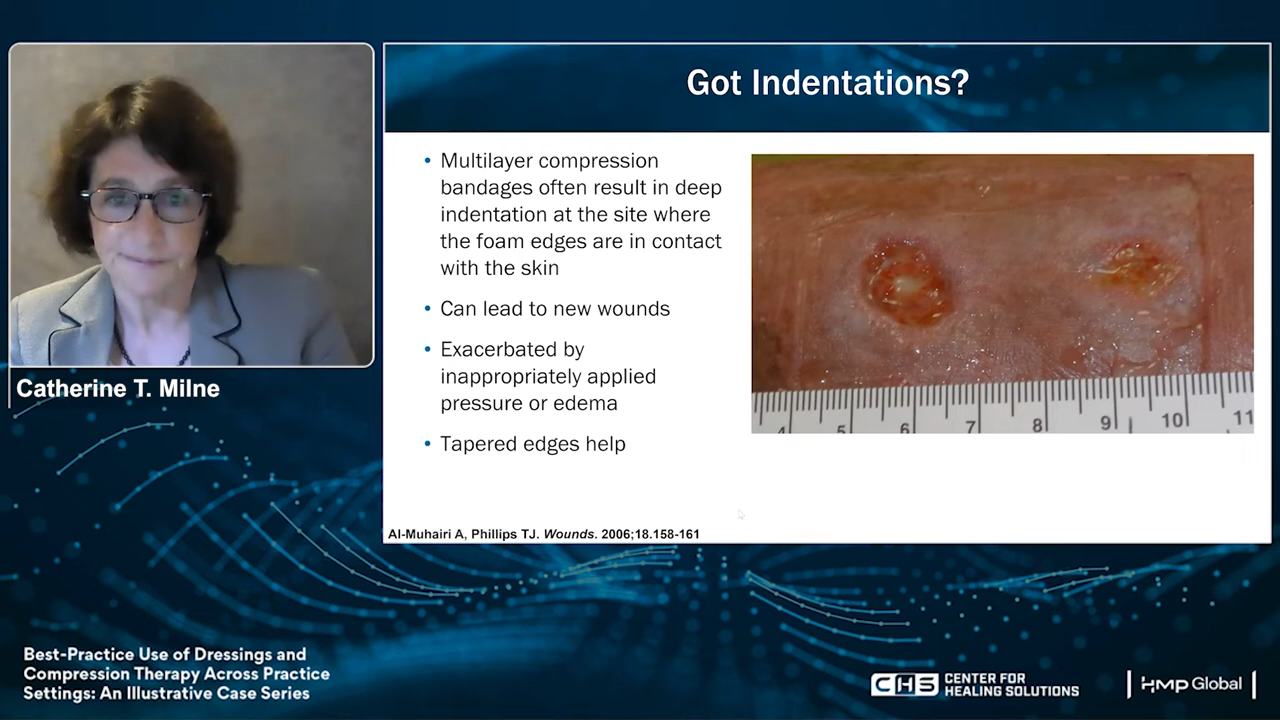 Got Indentations?
• Multilayer compression
bandages often result in deep
indentation at the site where
the foam edges are in contact
with the skin
• Can lead to new wounds
• Exacerbated by
inappropriately applied
pressure or edema
• Tapered edges help
4 5 6 7 8 9 10 11
Al-Muhairi A, Phillips TJ. Wounds. 2006;18.158-161
Catherine T. Milne
Best-Practice Use of Dressings and
Compression Therapy Across Practice
Settings: An Illustrative Case Series
CHS CENTER FOR
HEALING SOLUTIONS
HMP Global